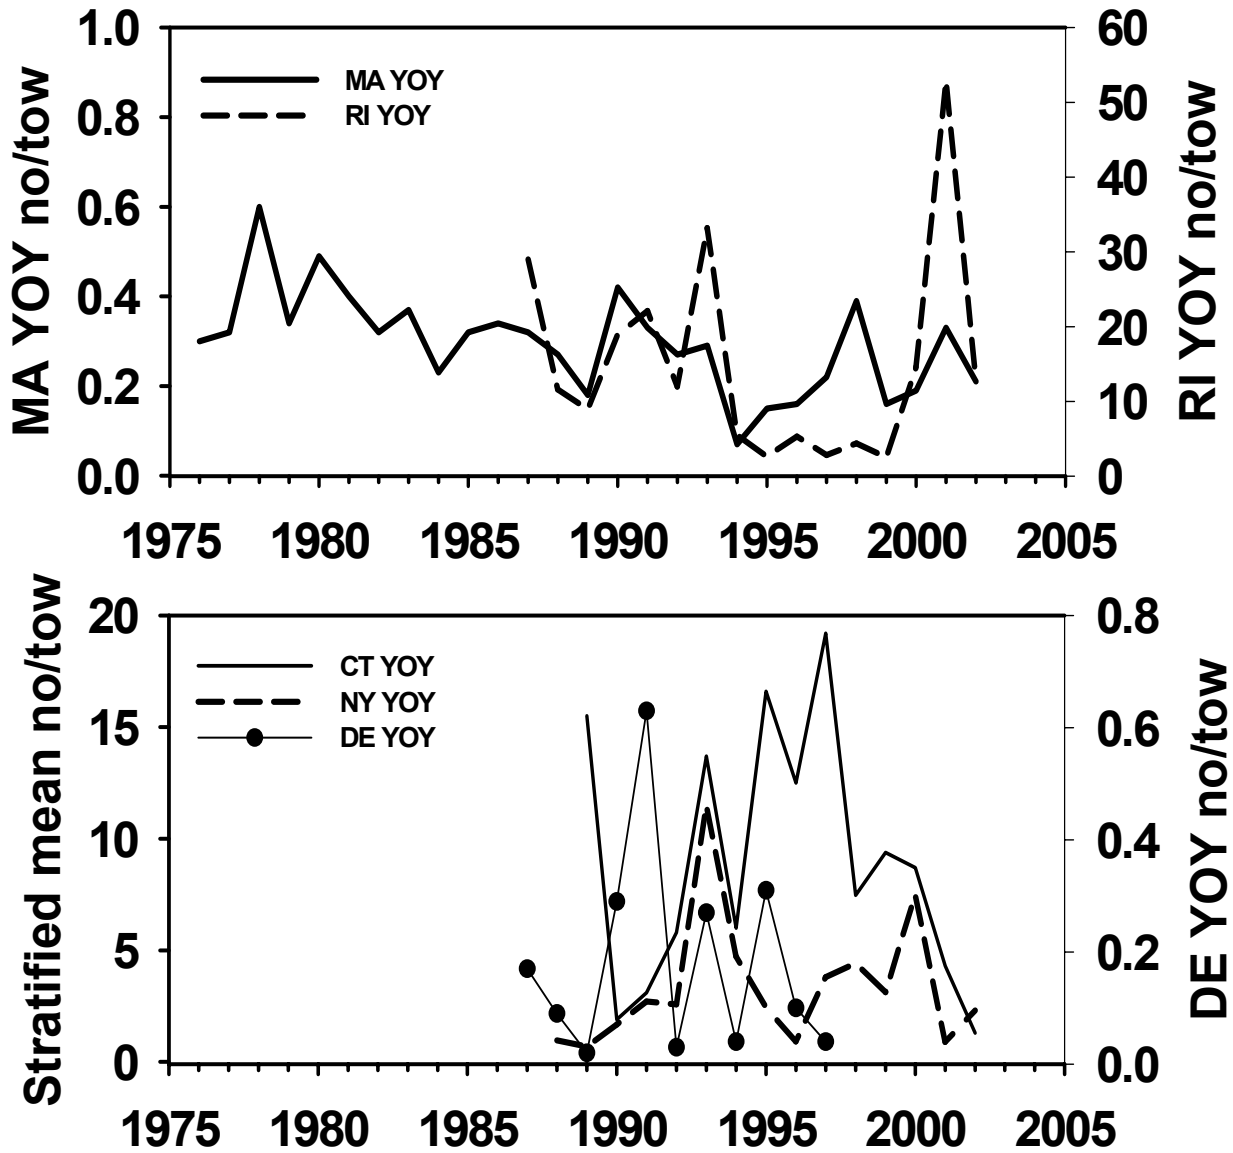 MA YOY no/tow
1.0
0.8
0.6
0.4
0.2
0.0
MA YOY
RI YOY
60
50
40
30
20
10
0
RI YOY no/tow
1975 1980 1985 1990 1995 2000 2005
Stratified mean no/tow
20
15
10
5
0
CT YOY
NY YOY
DE YOY
0.8
0.6
0.4
0.2
0.0
DE YOY no/tow
1975 1980 1985 1990 1995 2000 2005